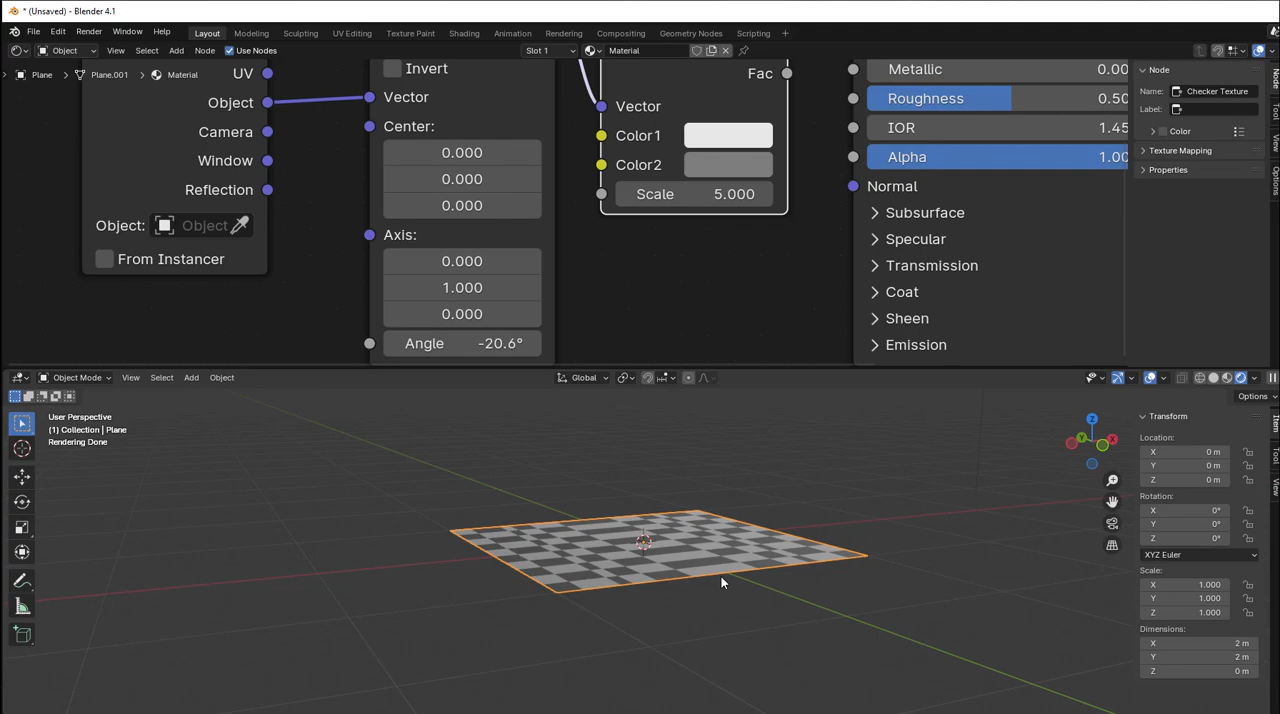 * (Unsaved) - Blender 4.1
File Edit Render Window Help Layout Modeling Sculpting UV Editing Texture Paint Shading Animation Rendering Compositing Geometry Nodes Scripting +
Object View Select Add Node Use Nodes Slot 1 Material
Plane > Plane.001 > Material
UV
Object
Camera
Window
Reflection
Object: Object
From Instancer
Invert
Vector
Center:
0.000
0.000
0.000
Axis:
0.000
1.000
0.000
Angle -20.6°
Fac
Vector
Color1
Color2
Scale 5.000
Metallic 0.00
Roughness 0.50
IOR 1.45
Alpha 1.00
Normal
Subsurface
Specular
Transmission
Coat
Sheen
Emission
Node
Name: Checker Texture
Label:
Color
Texture Mapping
Properties
Node
Tool
View
Options
Object Mode View Select Add Object Global
Options
User Perspective
(1) Collection | Plane
Rendering Done
Z
Y
X
Transform
Location:
X 0 m
Y 0 m
Z 0 m
Rotation:
X 0°
Y 0°
Z 0°
XYZ Euler
Scale:
X 1.000
Y 1.000
Z 1.000
Dimensions:
X 2 m
Y 2 m
Z 0 m
Item
Tool
View